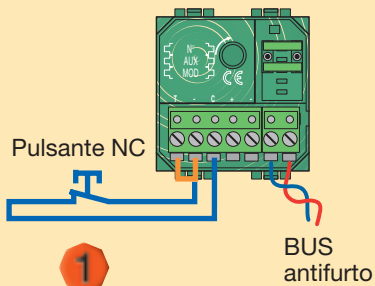 N°
AUX
MOD.
CE
T - C + -
Pulsante NC
1
BUS
antifurto